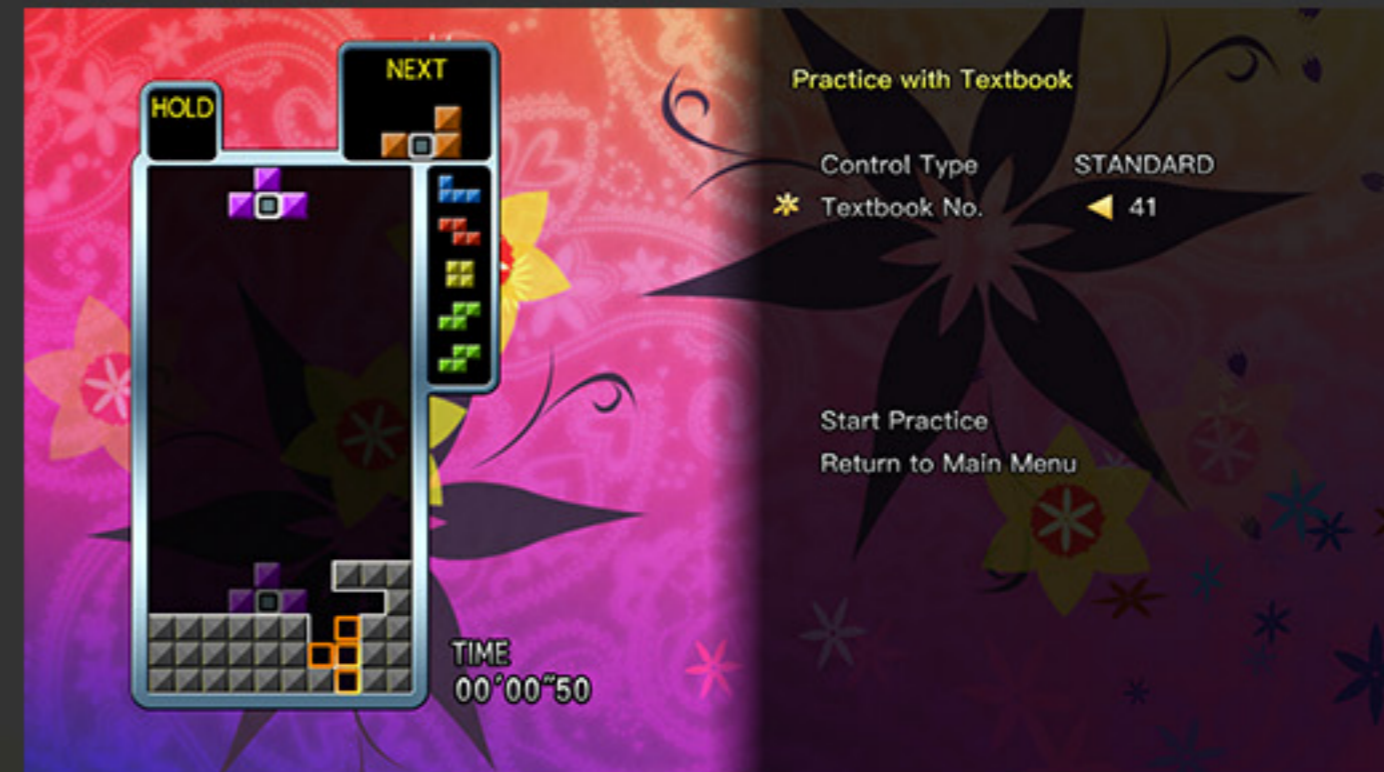 NEXT
HOLD
Practice with Textbook
Control Type STANDARD
Textbook No. 41
Start Practice
Return to Main Menu
TIME
00'00"50